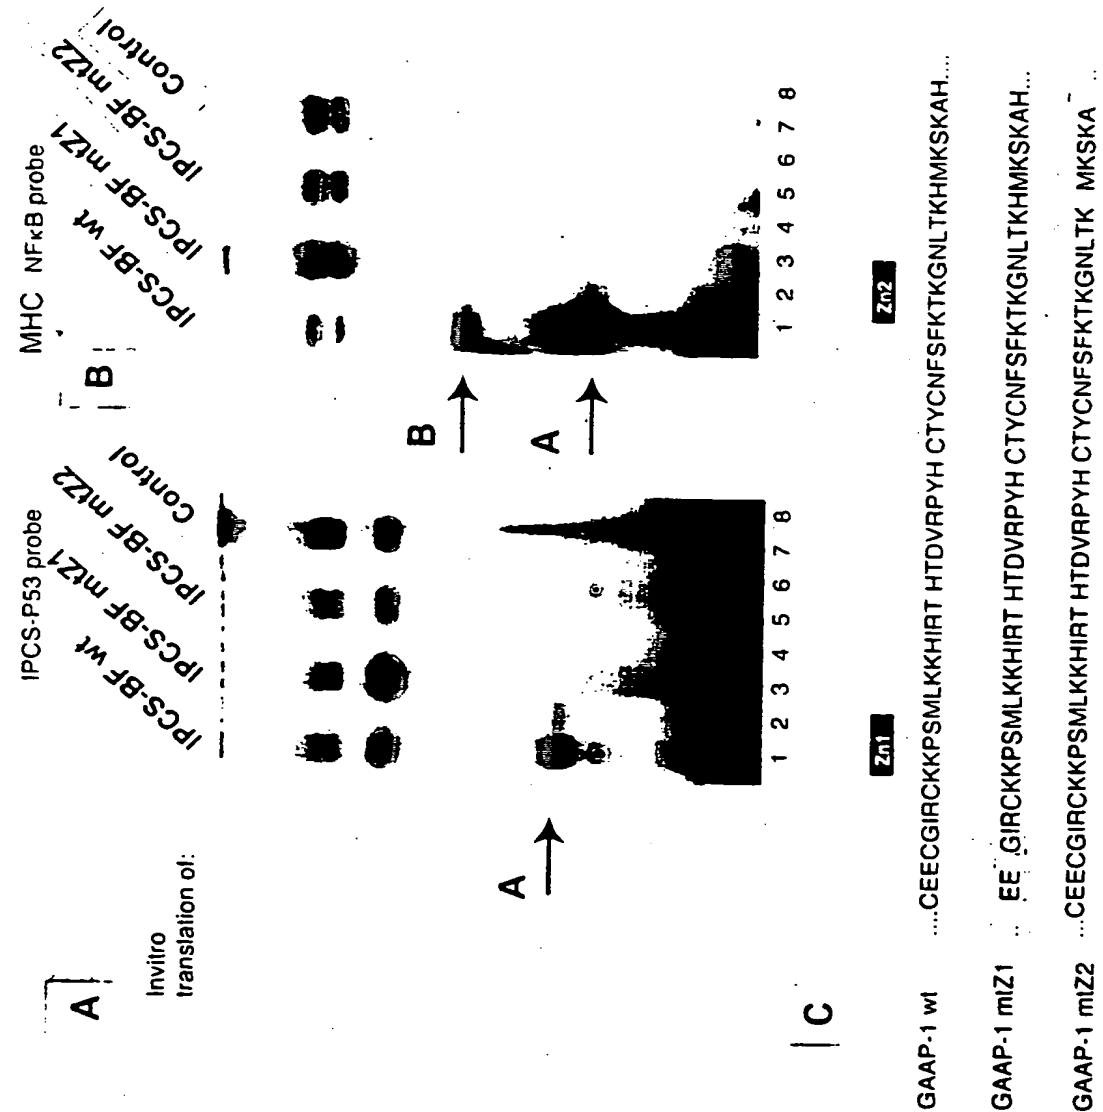 A
IPCS-P53 probe
Invitro
translation of:
IPCS-BF wt
IPCS-BF mtZ1
IPCS-BF mtZ2
Control
A
1 2 3 4 5 6 7 8
B
MHC NFκB probe
IPCS-BF wt
IPCS-BF mtZ1
IPCS-BF mtZ2
Control
B
A
1 2 3 4 5 6 7 8
C
Zn1 Zn2
GAAP-1 wt ....CEECGIRCKKPSMLKKHIRT HTDVRPYH CTYCNFSFKTKGNLTKHMKSKAH....
GAAP-1 mtZ1 .. EE GIRCKKPSMLKKHIRT HTDVRPYH CTYCNFSFKTKGNLTKHMKSKAH...
GAAP-1 mtZ2 ...CEECGIRCKKPSMLKKHIRT HTDVRPYH CTYCNFSFKTKGNLTK MKSKA ..